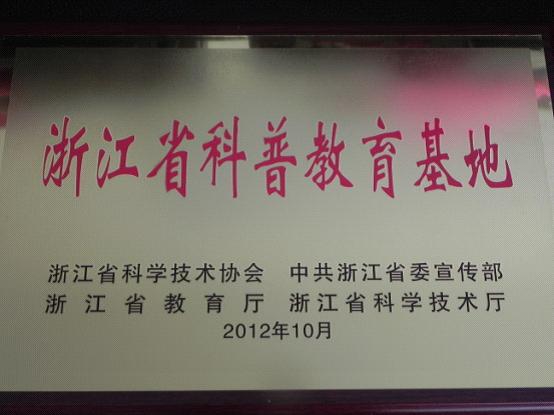 浙江省科普教育基地
浙江省科学技术协会 中共浙江省委宣传部
浙江省教育厅 浙江省科学技术厅
2012年10月